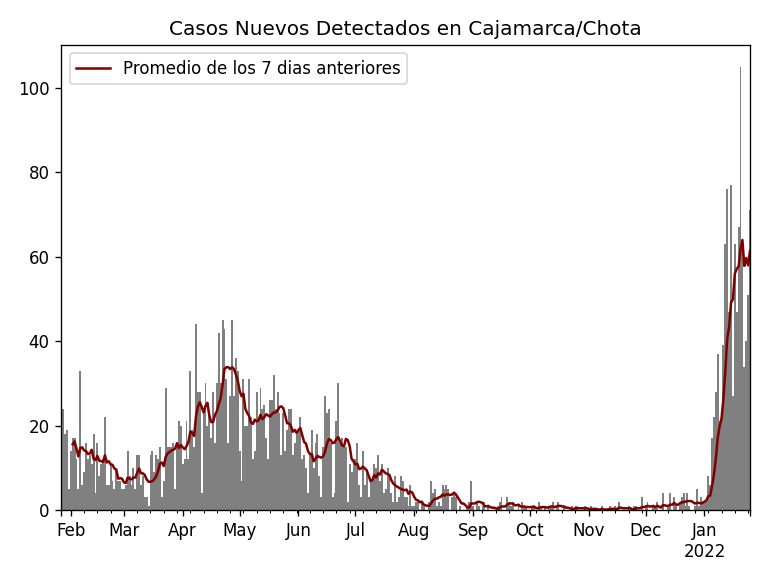 Casos Nuevos Detectados en Cajamarca/Chota
Promedio de los 7 dias anteriores
100
80
60
40
20
0
Feb Mar Apr May Jun Jul Aug Sep Oct Nov Dec Jan
2022